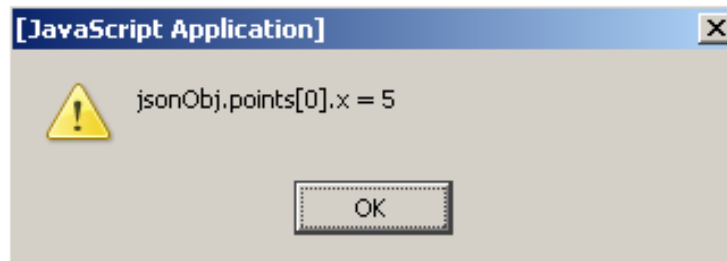 [JavaScript Application]
jsonObj.points[0].x = 5
OK